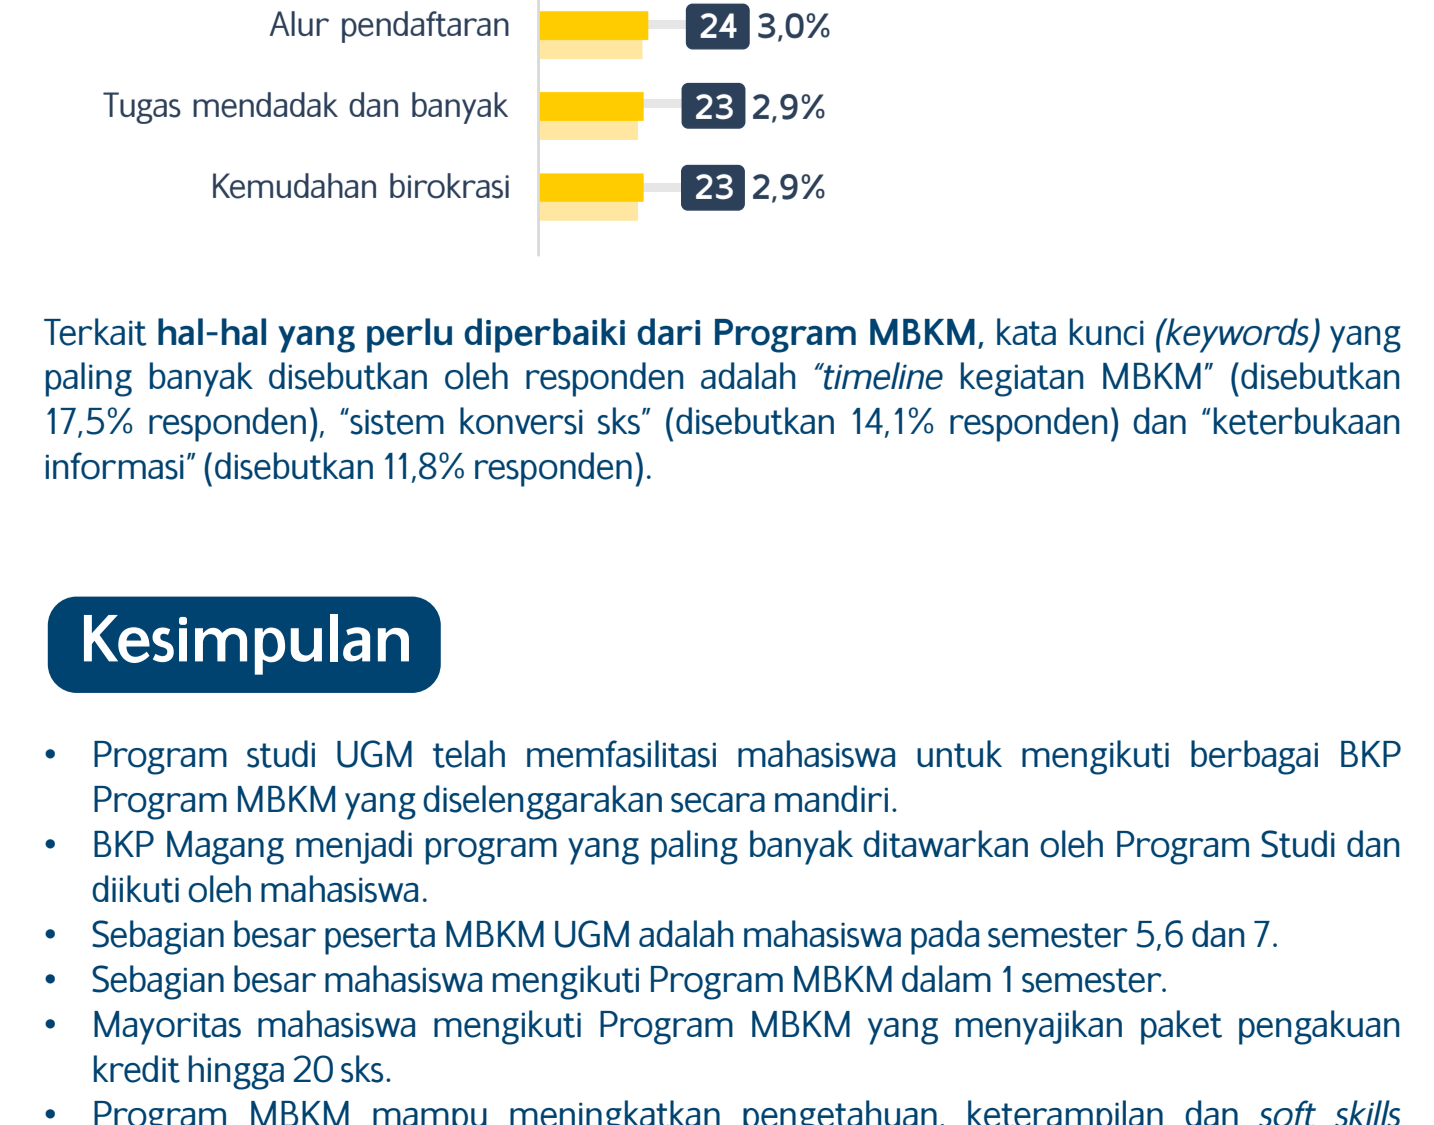 Alur pendaftaran 24 3,0%
Tugas mendadak dan banyak 23 2,9%
Kemudahan birokrasi 23 2,9%
Terkait hal-hal yang perlu diperbaiki dari Program MBKM, kata kunci (keywords) yang
paling banyak disebutkan oleh responden adalah “timeline kegiatan MBKM” (disebutkan
17,5% responden), “sistem konversi sks” (disebutkan 14,1% responden) dan “keterbukaan
informasi” (disebutkan 11,8% responden).
Kesimpulan
• Program studi UGM telah memfasilitasi mahasiswa untuk mengikuti berbagai BKP
Program MBKM yang diselenggarakan secara mandiri.
• BKP Magang menjadi program yang paling banyak ditawarkan oleh Program Studi dan
diikuti oleh mahasiswa.
• Sebagian besar peserta MBKM UGM adalah mahasiswa pada semester 5,6 dan 7.
• Sebagian besar mahasiswa mengikuti Program MBKM dalam 1 semester.
• Mayoritas mahasiswa mengikuti Program MBKM yang menyajikan paket pengakuan
kredit hingga 20 sks.
• Program MBKM mampu meningkatkan pengetahuan, keterampilan dan soft skills